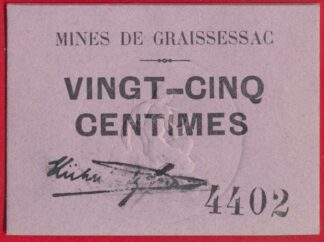 MINES DE GRAISSESSAC
VINGT-CINQ
CENTIMES
4402